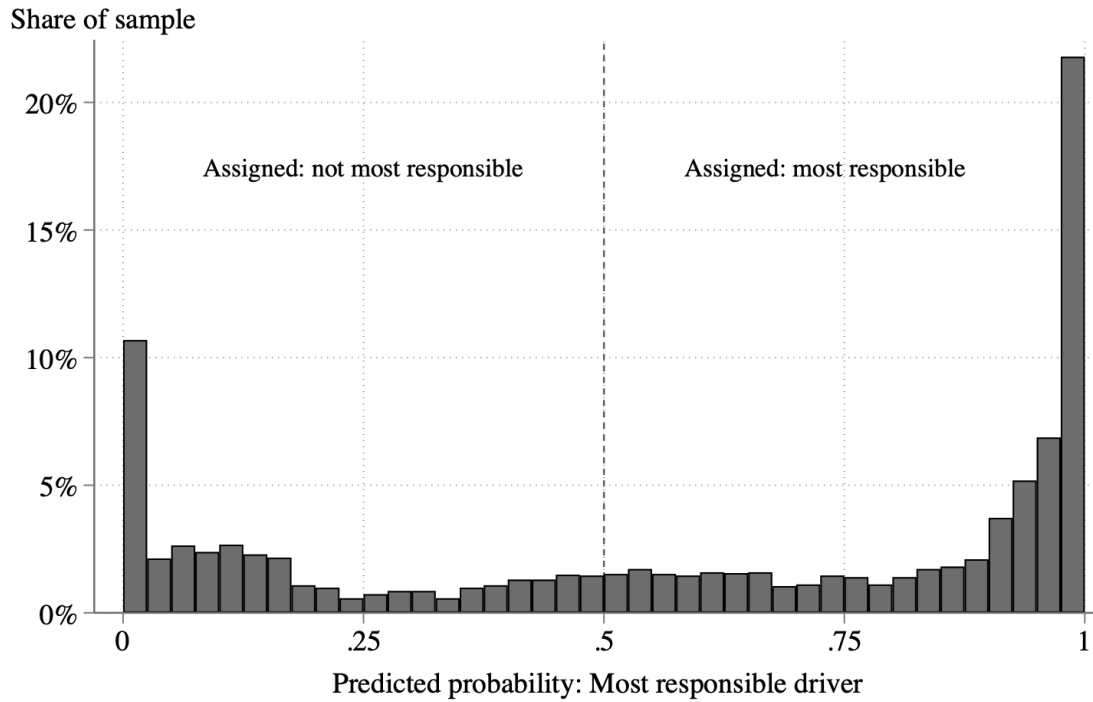 Share of sample
20%
Assigned: not most responsible
Assigned: most responsible
15%
10%
5%
0%
0 .25 .5 .75 1
Predicted probability: Most responsible driver